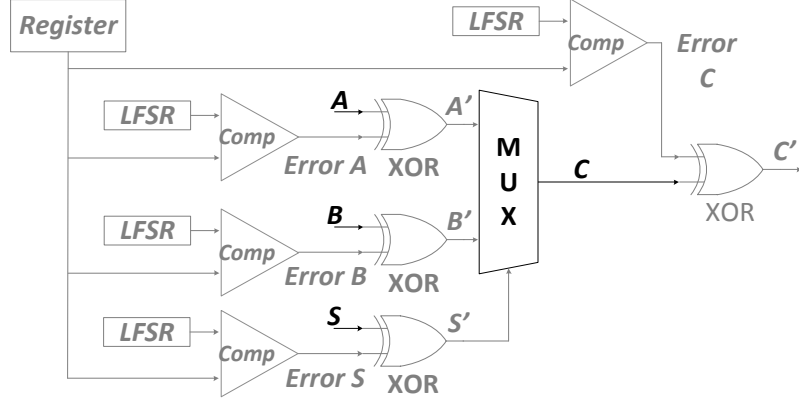 Register
LFSR
Comp
Error
C
LFSR
Comp
A
A'
Error A
XOR
M
U
X
C
C'
XOR
LFSR
Comp
B
B'
Error B
XOR
LFSR
Comp
S
S'
Error S
XOR